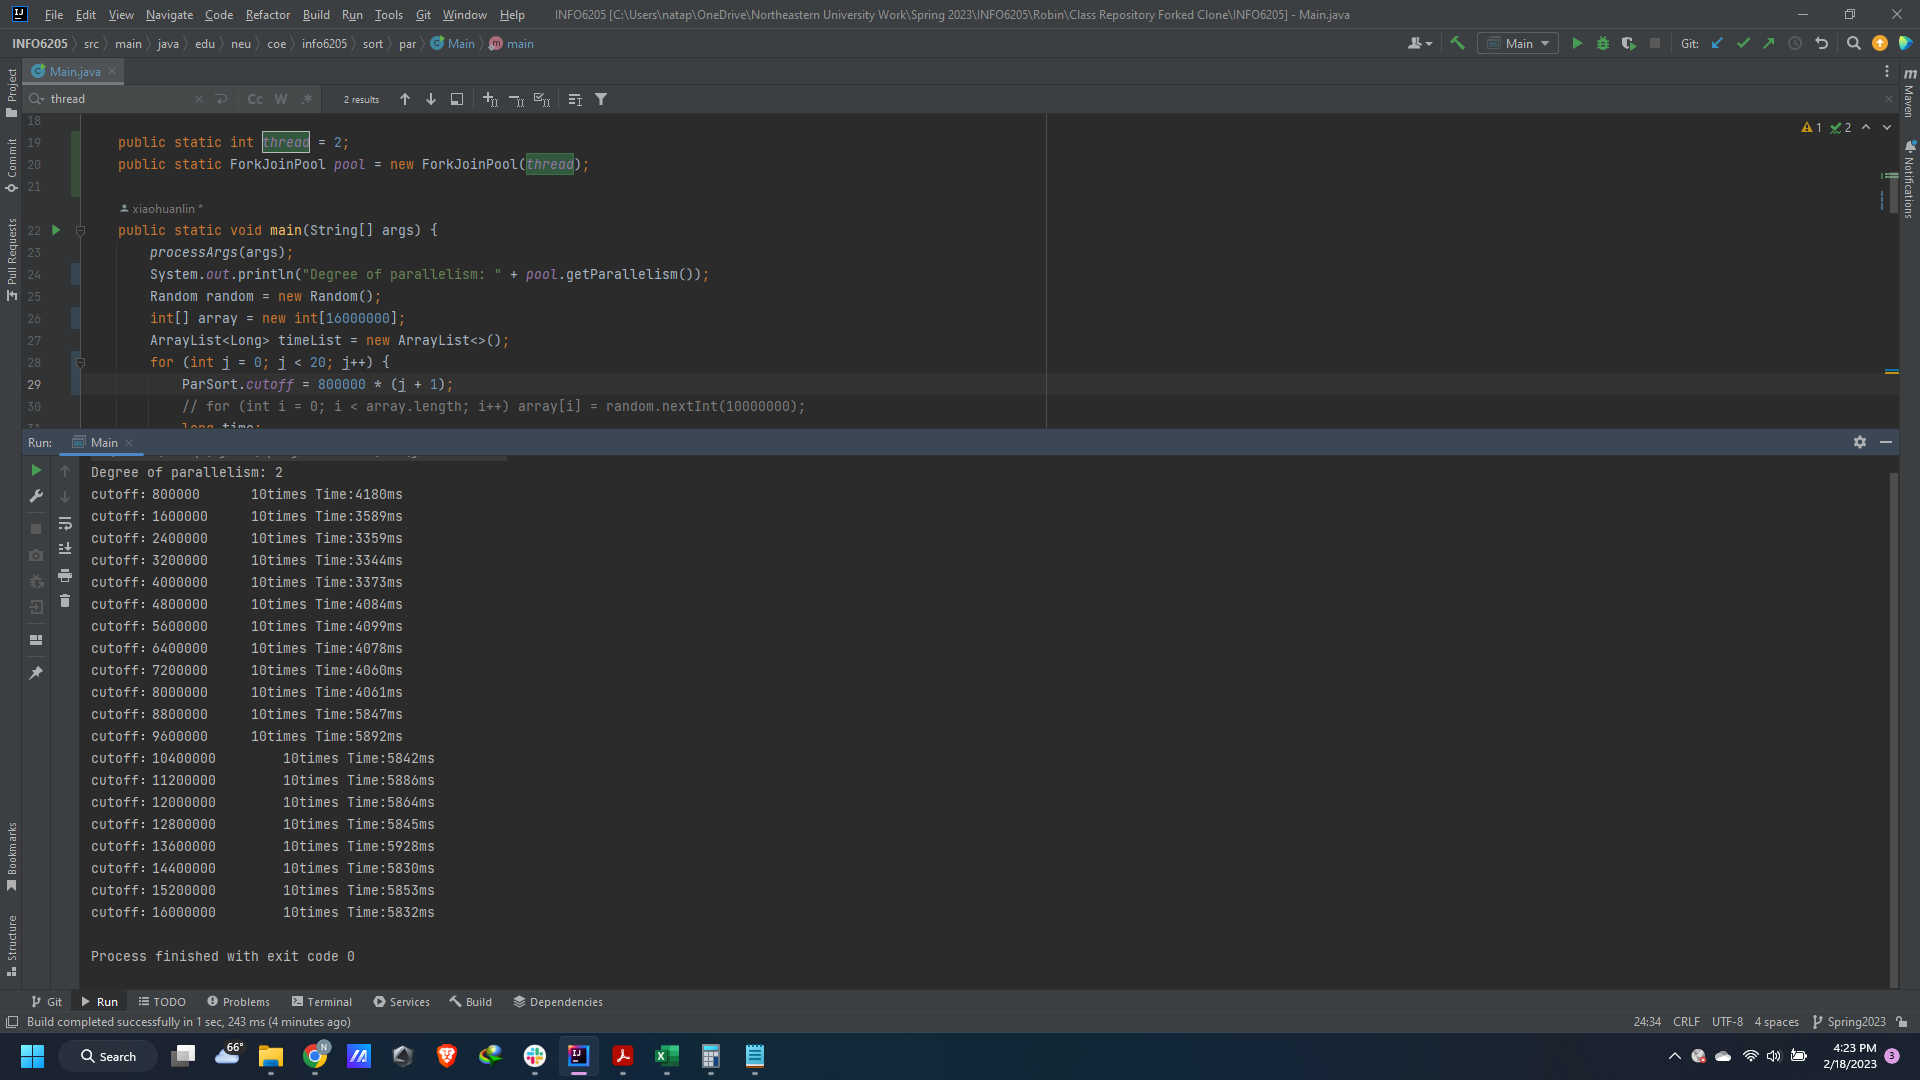 File Edit View Navigate Code Refactor Build Run Tools Git Window Help INFO6205 [C:\Users\natap\OneDrive\Northeastern University Work\Spring 2023\INFO6205\Robin\Class Repository Forked Clone\INFO6205] - Main.java
INFO6205 src main java edu neu coe info6205 sort par Main main Main Git:
Main.java
thread Cc W .* 2 results
Project
Commit
Pull Requests
Bookmarks
Structure
Maven
Notifications
1 2
18
19 public static int thread = 2;
20 public static ForkJoinPool pool = new ForkJoinPool(thread);
21
xiaohuanlin *
22 public static void main(String[] args) {
23 processArgs(args);
24 System.out.println("Degree of parallelism: " + pool.getParallelism());
25 Random random = new Random();
26 int[] array = new int[16000000];
27 ArrayList<Long> timeList = new ArrayList<>();
28 for (int j = 0; j < 20; j++) {
29 ParSort.cutoff = 800000 * (j + 1);
30 // for (int i = 0; i < array.length; i++) array[i] = random.nextInt(10000000);
31 long time;
Run: Main
Degree of parallelism: 2
cutoff：800000 10times Time:4180ms
cutoff：1600000 10times Time:3589ms
cutoff：2400000 10times Time:3359ms
cutoff：3200000 10times Time:3344ms
cutoff：4000000 10times Time:3373ms
cutoff：4800000 10times Time:4084ms
cutoff：5600000 10times Time:4099ms
cutoff：6400000 10times Time:4078ms
cutoff：7200000 10times Time:4060ms
cutoff：8000000 10times Time:4061ms
cutoff：8800000 10times Time:5847ms
cutoff：9600000 10times Time:5892ms
cutoff：10400000 10times Time:5842ms
cutoff：11200000 10times Time:5886ms
cutoff：12000000 10times Time:5864ms
cutoff：12800000 10times Time:5845ms
cutoff：13600000 10times Time:5928ms
cutoff：14400000 10times Time:5830ms
cutoff：15200000 10times Time:5853ms
cutoff：16000000 10times Time:5832ms
Process finished with exit code 0
Git Run TODO Problems Terminal Services Build Dependencies
Build completed successfully in 1 sec, 243 ms (4 minutes ago) 24:34 CRLF UTF-8 4 spaces Spring2023
Search 66° N 4:23 PM
2/18/2023 3